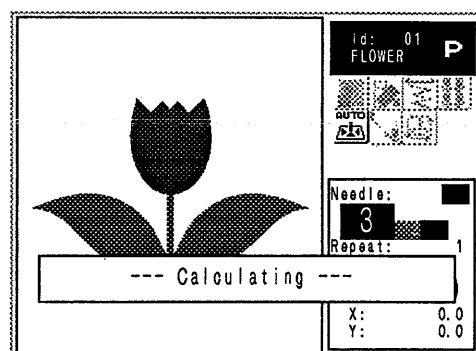 Id: 01
FLOWER
P
AUTO
Needle:
3
Repeat: 1
--- Calculating ---
X: 0.0
Y: 0.0